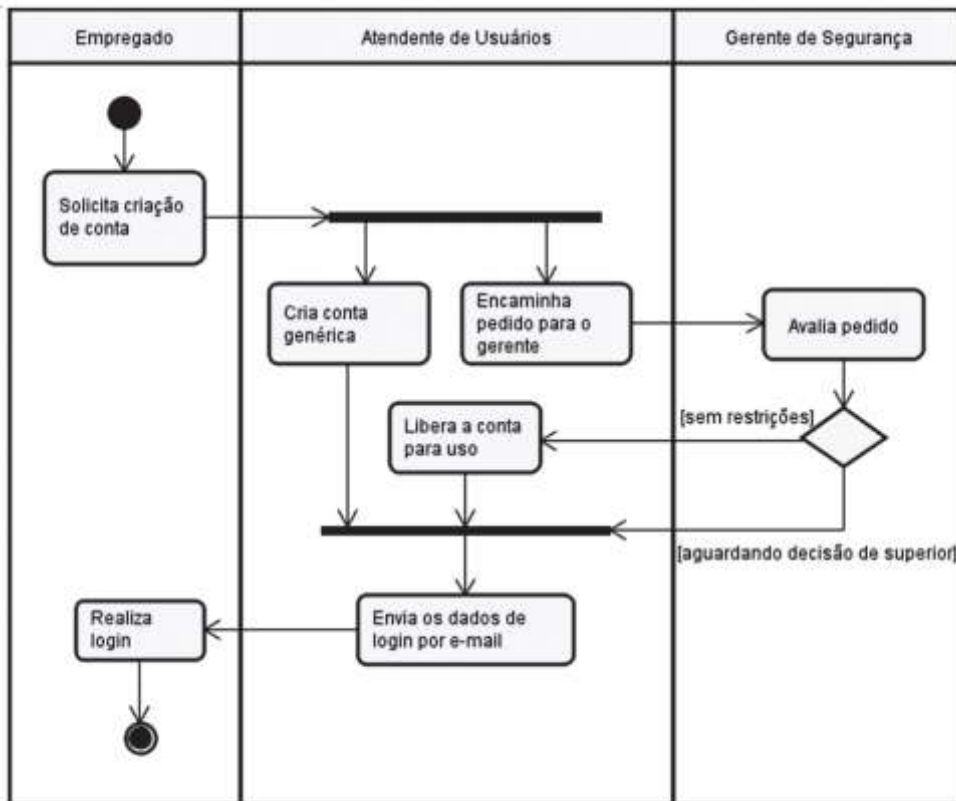 Empregado
Atendente de Usuários
Gerente de Segurança
Solicita criação
de conta
Cria conta
genérica
Encaminha
pedido para o
gerente
Avalia pedido
[sem restrições]
Libera a conta
para uso
[aguardando decisão de superior]
Envia os dados de
login por e-mail
Realiza
login